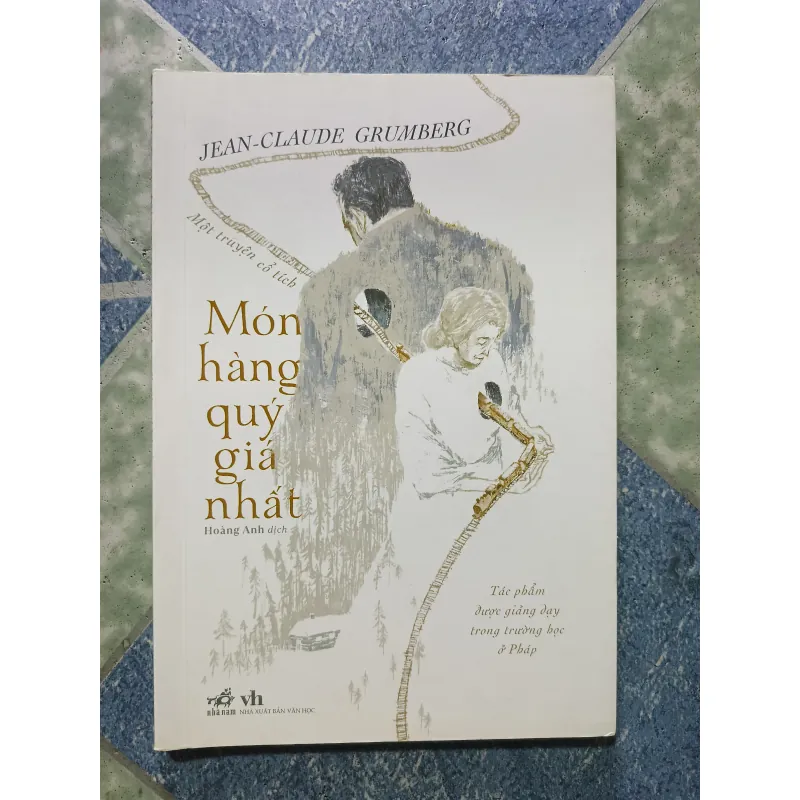 JEAN-CLAUDE GRUMBERG
Một truyện cổ tích
Món
hàng
quý
giá
nhất
Hoàng Anh dịch
Tác phẩm
được giảng dạy
trong trường học
ở Pháp
nhã nam
vh
NHÀ XUẤT BẢN VĂN HỌC